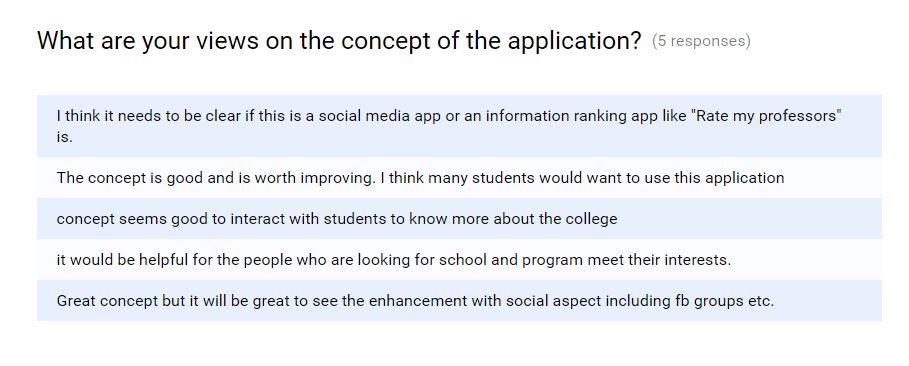 What are your views on the concept of the application? (5 responses)
I think it needs to be clear if this is a social media app or an information ranking app like "Rate my professors"
is.
The concept is good and is worth improving. I think many students would want to use this application
concept seems good to interact with students to know more about the college
it would be helpful for the people who are looking for school and program meet their interests.
Great concept but it will be great to see the enhancement with social aspect including fb groups etc.